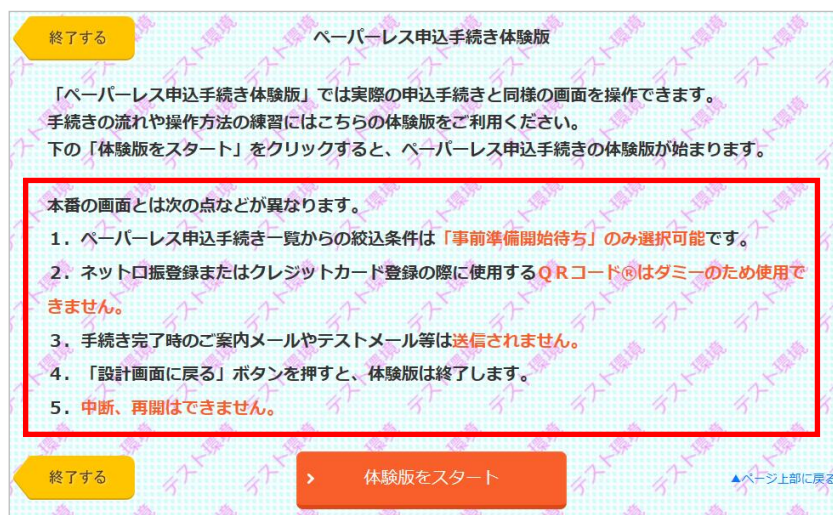 終了する
ペーパーレス申込手続き体験版
「ペーパーレス申込手続き体験版」では実際の申込手続きと同様の画面を操作できます。
手続きの流れや操作方法の練習にはこちらの体験版をご利用ください。
下の「体験版をスタート」をクリックすると、ペーパーレス申込手続きの体験版が始まります。
本番の画面とは次の点などが異なります。
1．ペーパーレス申込手続き一覧からの絞込条件は「事前準備開始待ち」のみ選択可能です。
2．ネット口振登録またはクレジットカード登録の際に使用するQRコード®はダミーのため使用で
きません。
3．手続き完了時のご案内メールやテストメール等は送信されません。
4．「設計画面に戻る」ボタンを押すと、体験版は終了します。
5．中断、再開はできません。
終了する
体験版をスタート
▲ページ上部に戻る
テスト環境